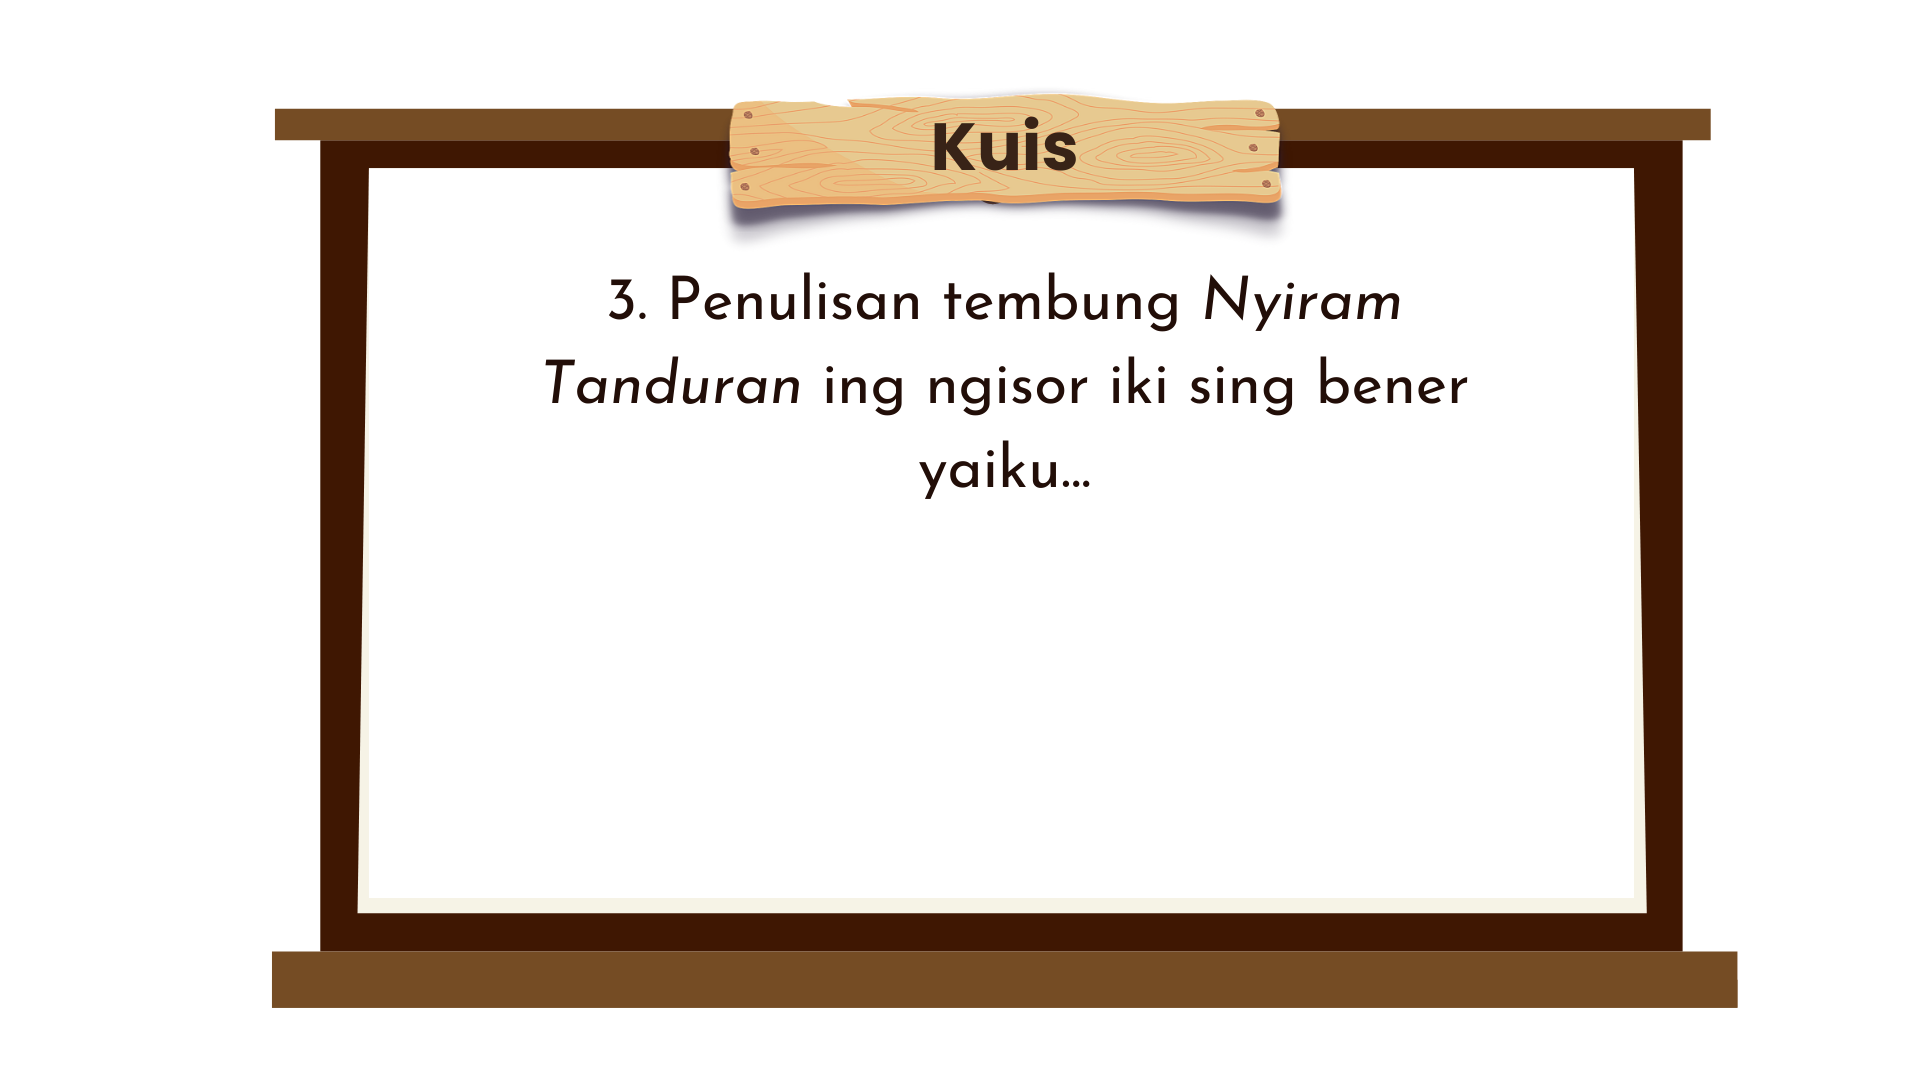 Kuis
3. Penulisan tembung Nyiram
Tanduran ing ngisor iki sing bener
yaiku...